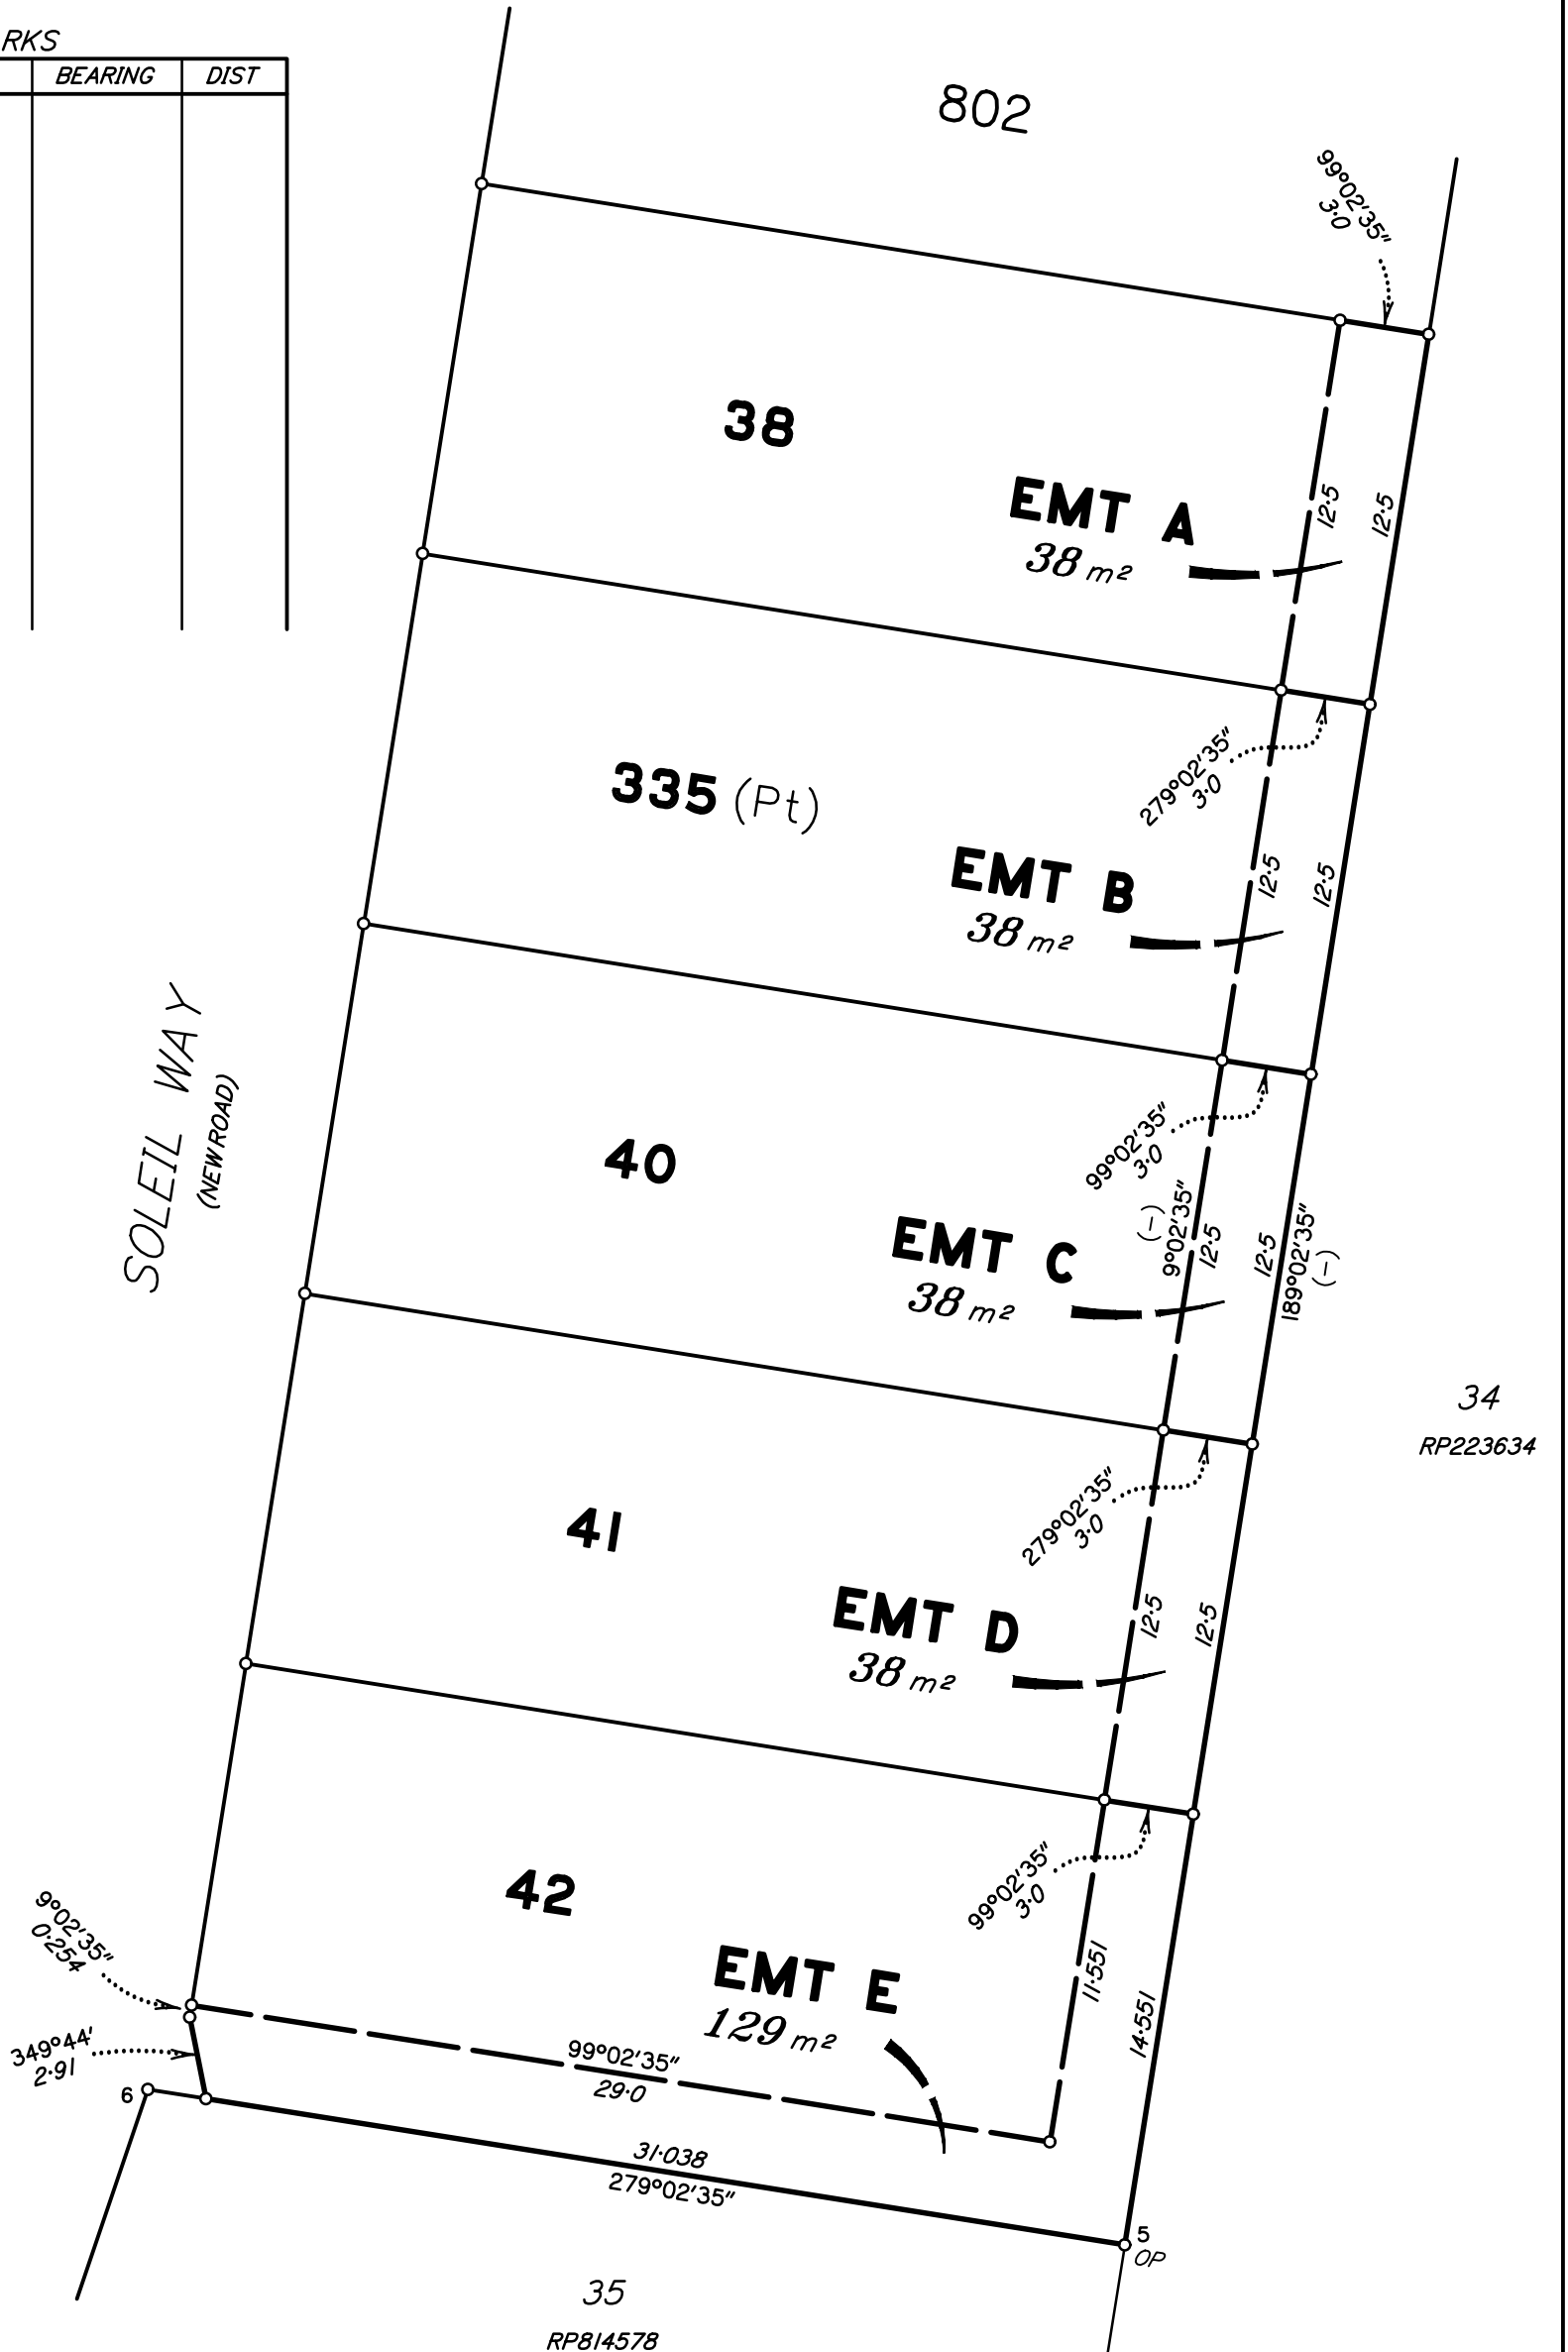 RKS
BEARING DIST
802
99°02'35"
3·0
38
EMT A
38 m²
12·5
12·5
279°02'35"
3·0
335 (Pt)
EMT B
38 m²
12·5
12·5
SOLEIL WAY
(NEW ROAD)
99°02'35"
3·0
40
EMT C
38 m²
(–)
9°02'35"
12·5
12·5
189°02'35"
(–)
34
RP223634
279°02'35"
3·0
41
EMT D
38 m²
12·5
12·5
99°02'35"
3·0
42
EMT E
129 m²
11·551
14·551
9°02'35"
0·254
349°44'
2·91
6
99°02'35"
29·0
31·038
279°02'35"
5
OP
35
RP814578